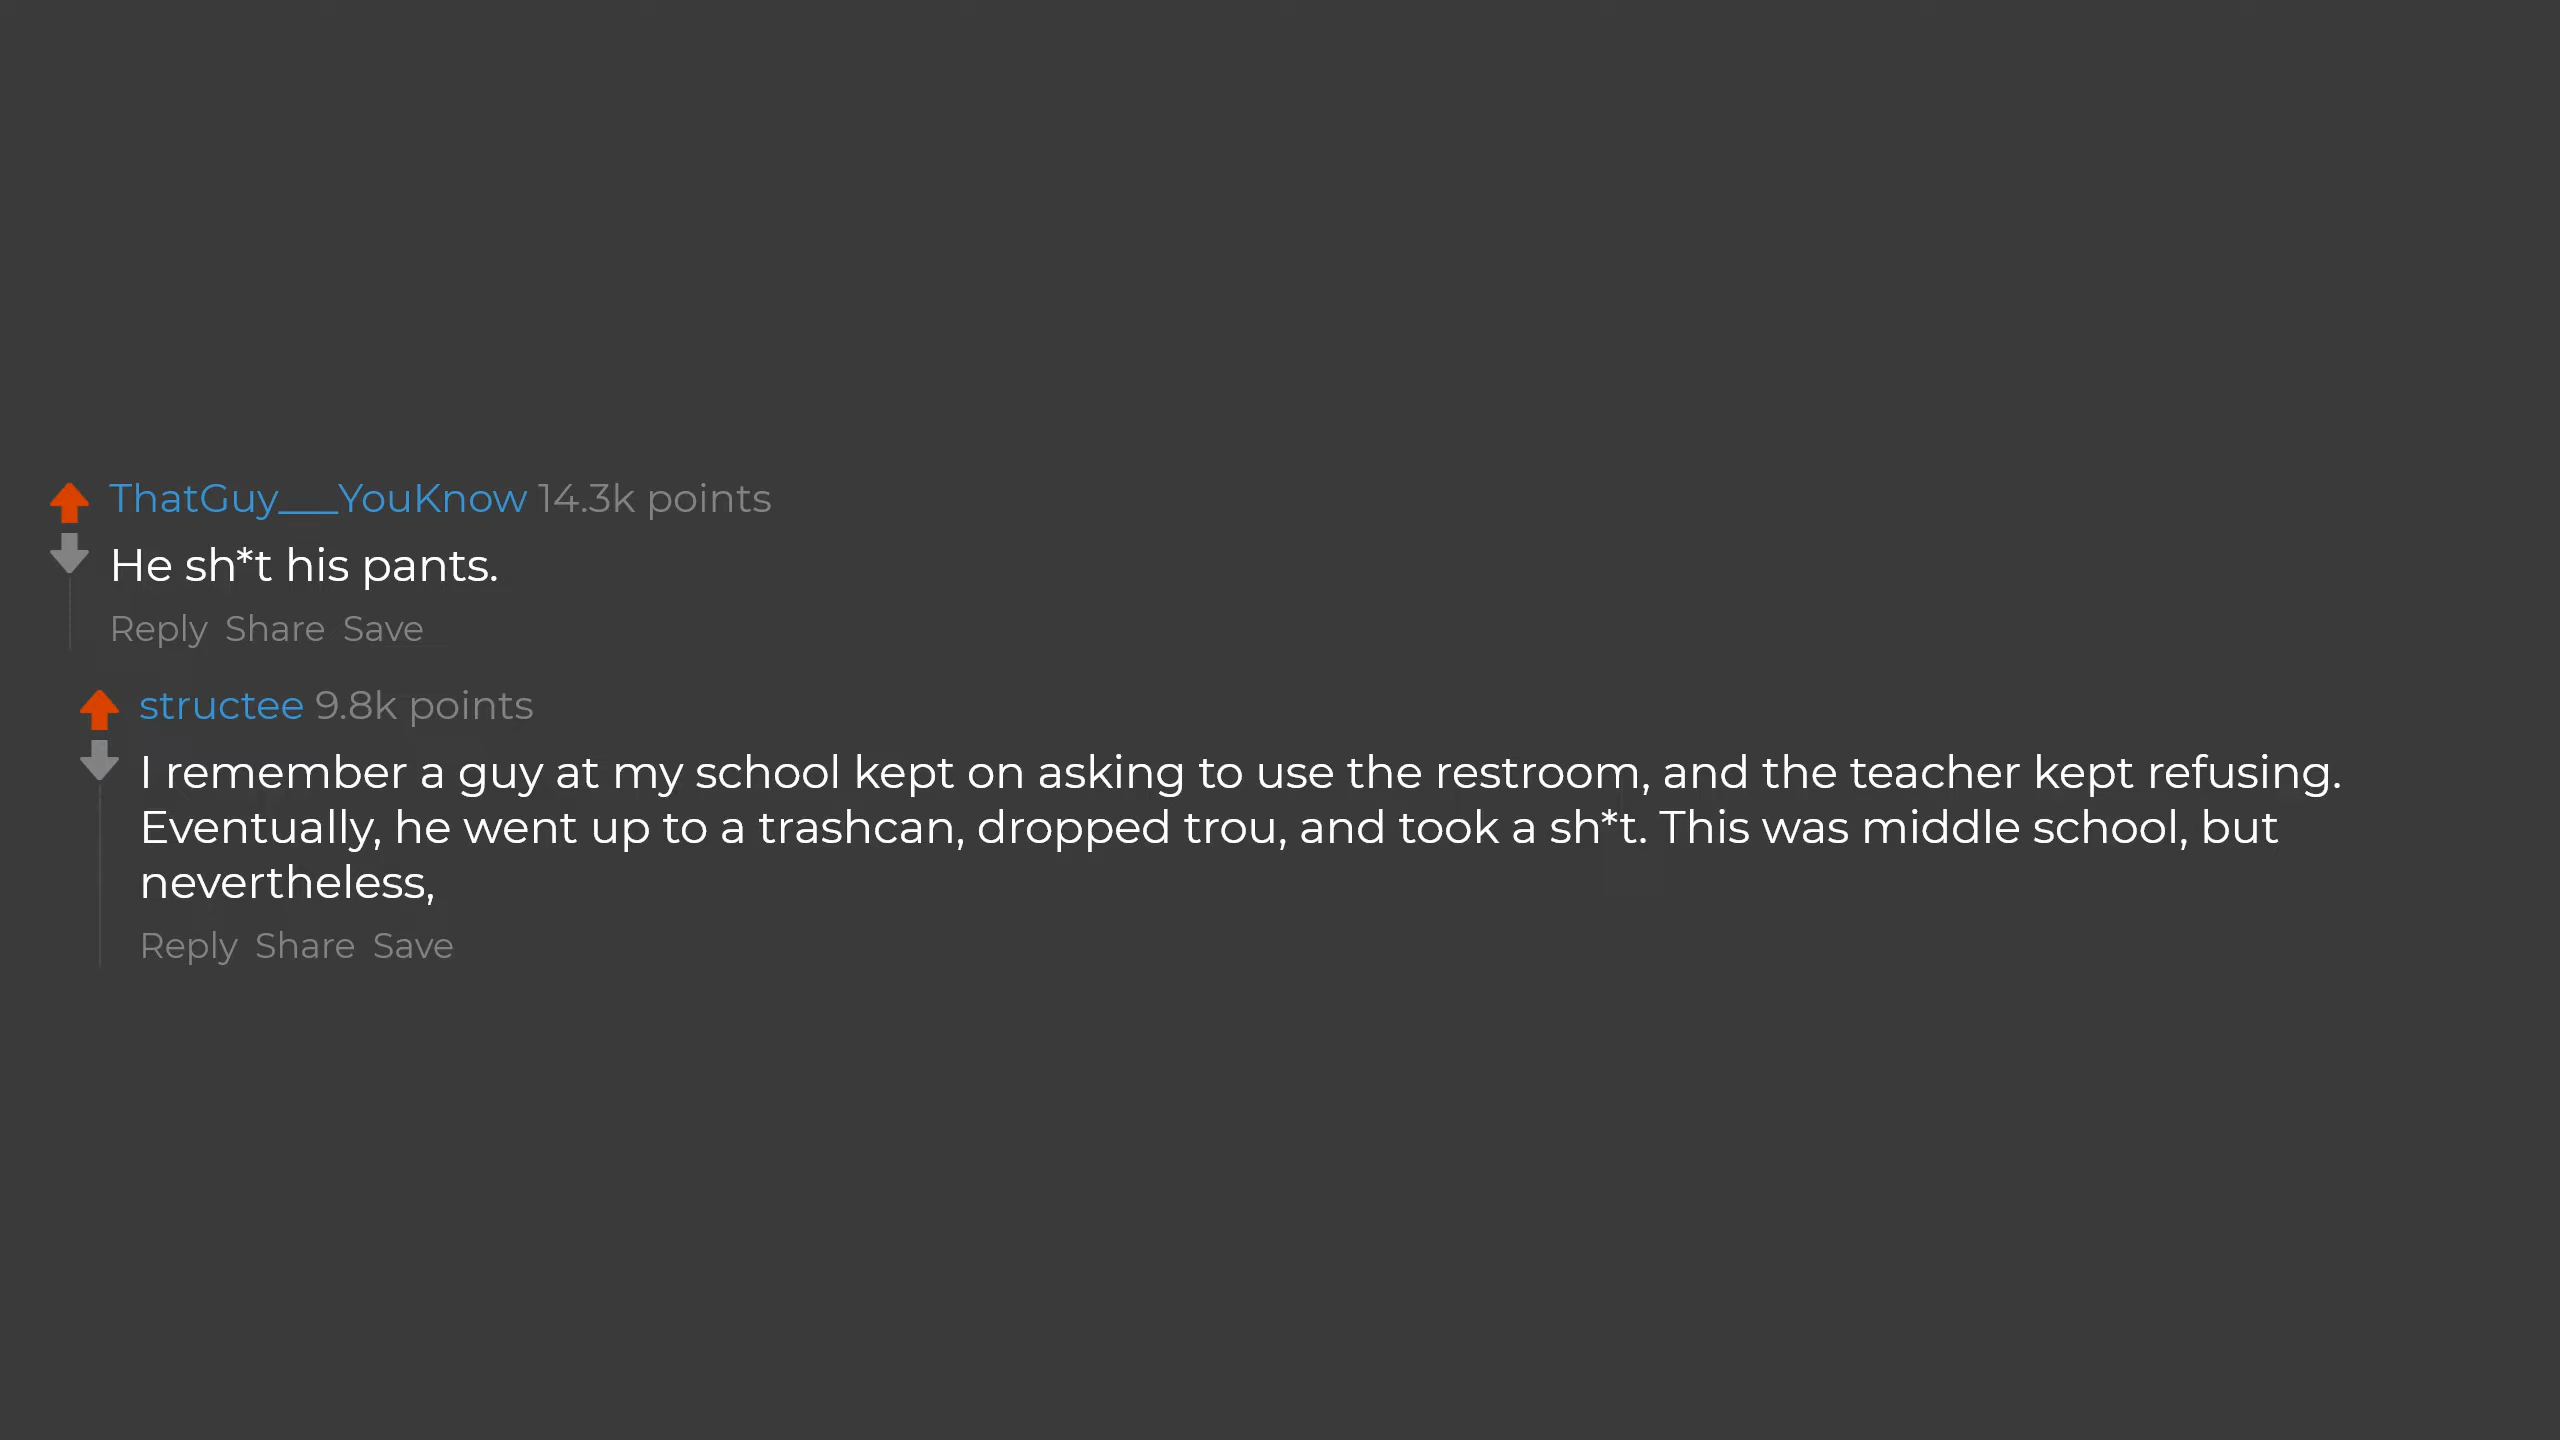 ThatGuy___YouKnow 14.3k points
He sh*t his pants.
Reply Share Save
structee 9.8k points
I remember a guy at my school kept on asking to use the restroom, and the teacher kept refusing.
Eventually, he went up to a trashcan, dropped trou, and took a sh*t. This was middle school, but
nevertheless,
Reply Share Save